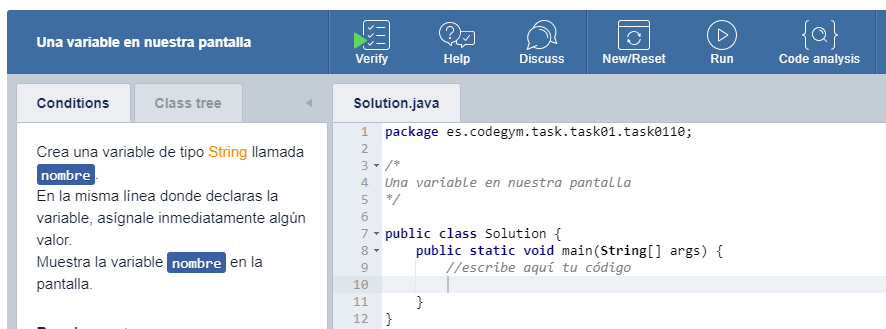 Una variable en nuestra pantalla
Verify
Help
Discuss
New/Reset
Run
Code analysis
Conditions
Class tree
Solution.java
Crea una variable de tipo String llamada
nombre.
En la misma línea donde declaras la
variable, asígnale inmediatamente algún
valor.
Muestra la variable nombre en la
pantalla.
1 package es.codegym.task.task01.task0110;
2
3 /*
4 Una variable en nuestra pantalla
5 */
6
7 public class Solution {
8 public static void main(String[] args) {
9 //escribe aquí tu código
10
11 }
12 }